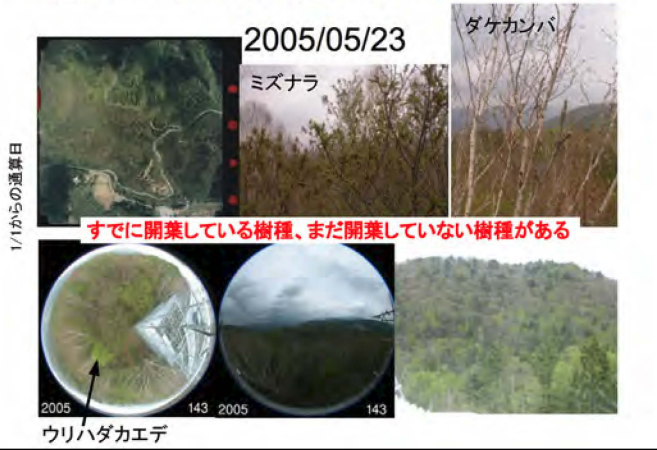 2005/05/23
ダケカンバ
ミズナラ
1/1からの通算日
すでに開葉している樹種、まだ開葉していない樹種がある
2005 143
2005 143
ウリハダカエデ